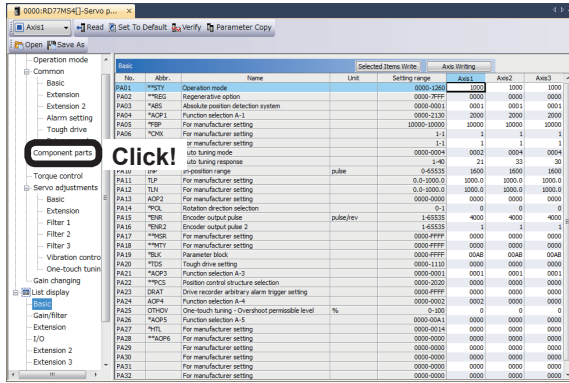 0000:RD77MS4[]-Servo p... ×
Axis1 Read Set To Default Verify Parameter Copy
Open Save As
Operation mode
Common
Basic
Extension
Extension 2
Alarm setting
Tough drive
Component parts
Click!
Torque control
Servo adjustments
Basic
Extension
Filter 1
Filter 2
Filter 3
Vibration contro
One-touch tunin
Gain changing
List display
Basic
Gain/filter
Extension
I/O
Extension 2
Extension 3
Basic Selected Items Write Axis Writing
No. Abbr. Name Unit Setting range Axis1 Axis2 Axis3
PA01 **STY Operation mode 0000-1260 1000 1000 1000
PA02 **REG Regenerative option 0000-7FFF 0000 0000 0000
PA03 *ABS Absolute position detection system 0000-0001 0001 0001 0001
PA04 *AOP1 Function selection A-1 0000-2130 2000 2000 2000
PA05 *FBP For manufacturer setting 10000-10000 10000 10000 10000
PA06 *CMX For manufacturer setting 1-1 1 1 1
or manufacturer setting 1-1 1 1 1
uto tuning mode 0000-0004 0002 0004 0004
uto tuning response 1-40 21 33 30
PA10 INP In-position range pulse 0-65535 1600 1600 1600
PA11 TLP For manufacturer setting 0.0-1000.0 1000.0 1000.0 1000.0
PA12 TLN For manufacturer setting 0.0-1000.0 1000.0 1000.0 1000.0
PA13 AOP2 For manufacturer setting 0000-0000 0000 0000 0000
PA14 *POL Rotation direction selection 0-1 0 0 0
PA15 *ENR Encoder output pulse pulse/rev 1-65535 4000 4000 4000
PA16 *ENR2 Encoder output pulse 2 1-65535 1 1 1
PA17 **MSR For manufacturer setting 0000-FFFF 0000 0000 0000
PA18 **MTY For manufacturer setting 0000-FFFF 0000 0000 0000
PA19 *BLK Parameter block 0000-FFFF 00AB 00AB 00AB
PA20 *TDS Tough drive setting 0000-1110 0000 0000 0000
PA21 *AOP3 Function selection A-3 0000-0001 0001 0001 0001
PA22 **PCS Position control structure selection 0000-2020 0000 0000 0000
PA23 DRAT Drive recorder arbitrary alarm trigger setting 0000-FFFF 0000 0000 0000
PA24 AOP4 Function selection A-4 0000-0002 0002 0000 0000
PA25 OTHOV One-touch tuning - Overshoot permissible level % 0-100 0 0 0
PA26 *AOP5 Function selection A-5 0000-00A1 0000 0000 0000
PA27 *HTL For manufacturer setting 0000-0014 0000 0000 0000
PA28 **AOP6 For manufacturer setting 0000-0000 0000 0000 0000
PA29 For manufacturer setting 0000-0000 0000 0000 0000
PA30 For manufacturer setting 0000-0000 0000 0000 0000
PA31 For manufacturer setting 0000-0000 0000 0000 0000
PA32 For manufacturer setting 0000-0000 0000 0000 0000